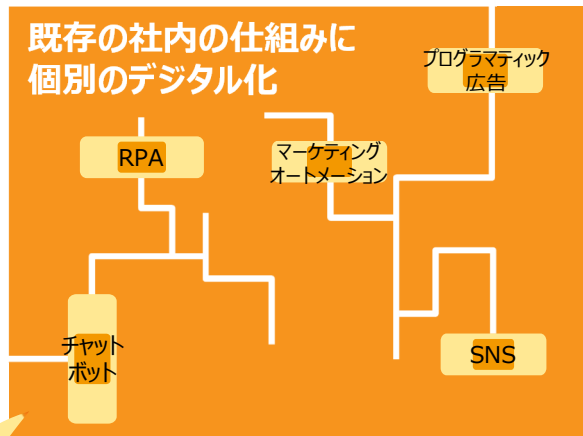 既存の社内の仕組みに
個別のデジタル化
プログラマティック
広告
RPA
マーケティング
オートメーション
チャット
ボット
SNS